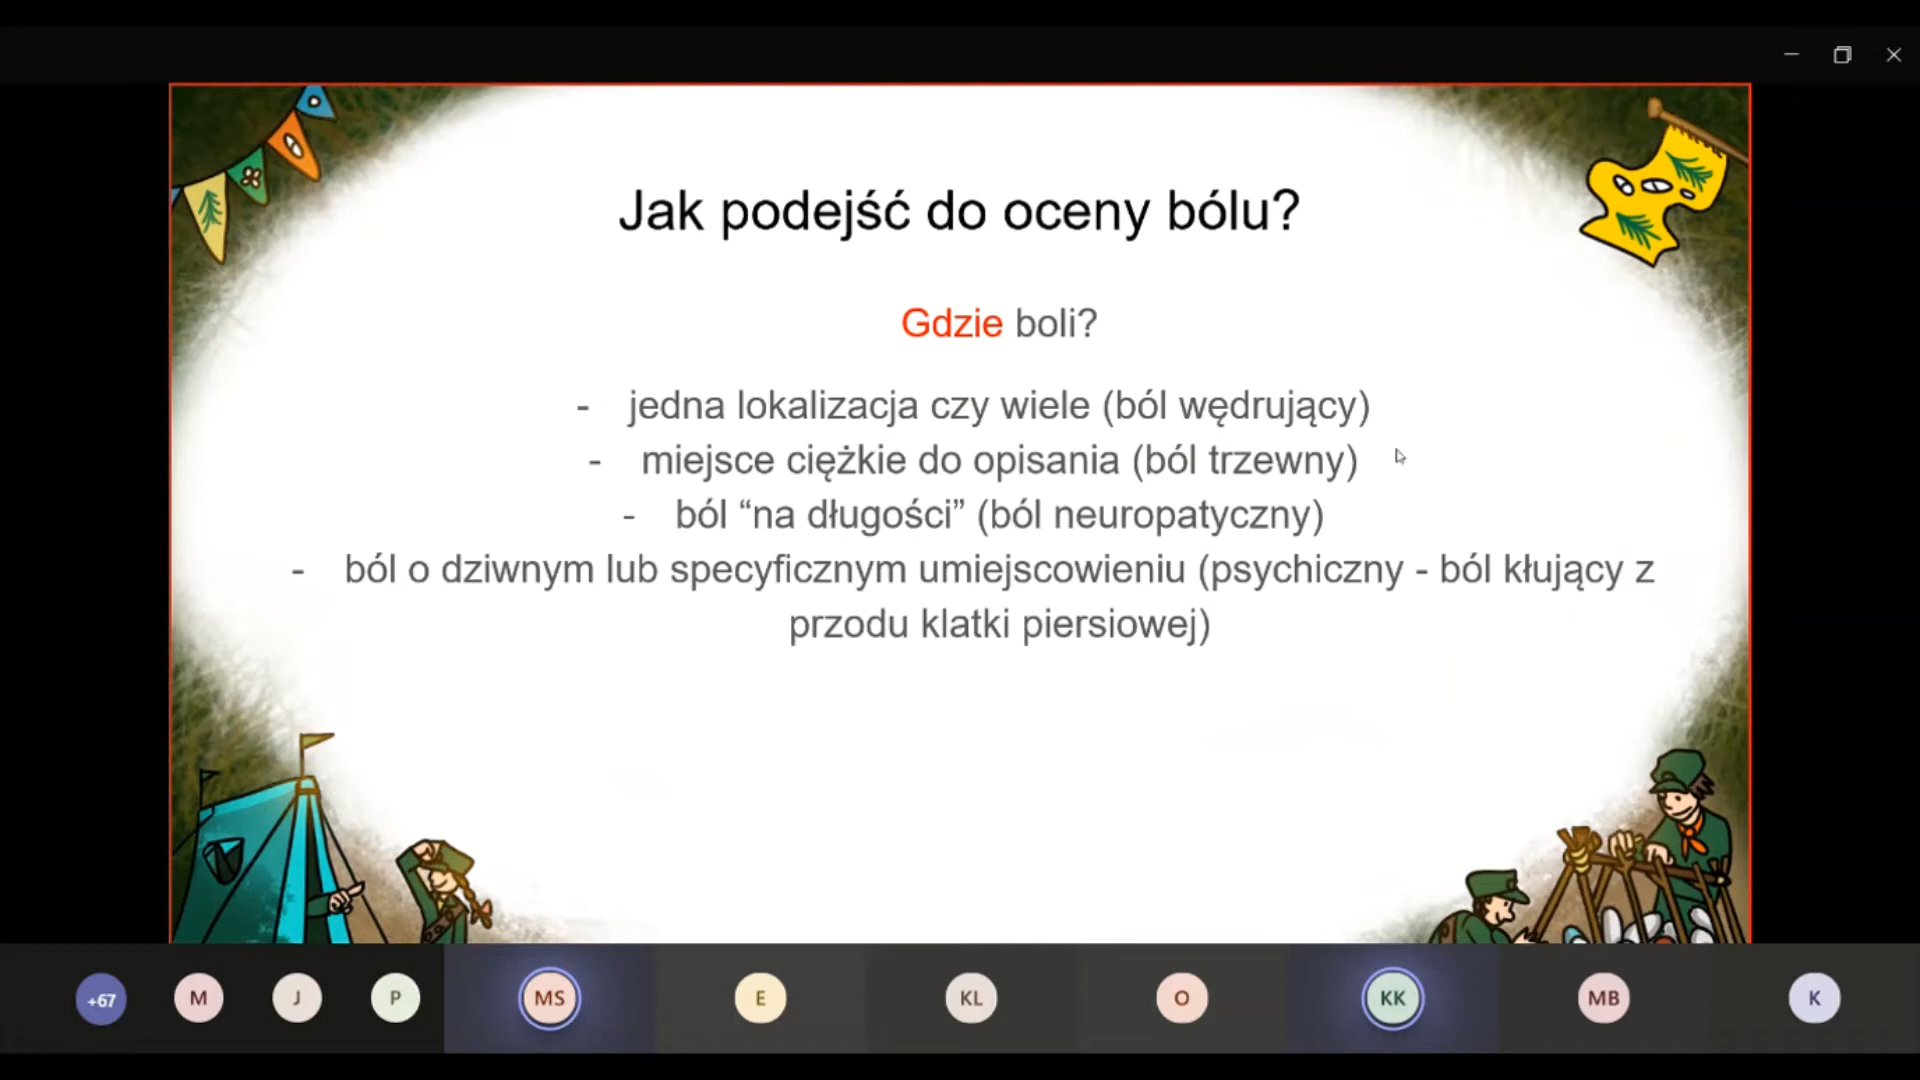 Jak podejść do oceny bólu?
Gdzie boli?
- jedna lokalizacja czy wiele (ból wędrujący)
- miejsce ciężkie do opisania (ból trzewny)
- ból “na długości” (ból neuropatyczny)
- ból o dziwnym lub specyficznym umiejscowieniu (psychiczny - ból kłujący z
przodu klatki piersiowej)
+67 M J P MS E KL O KK MB K